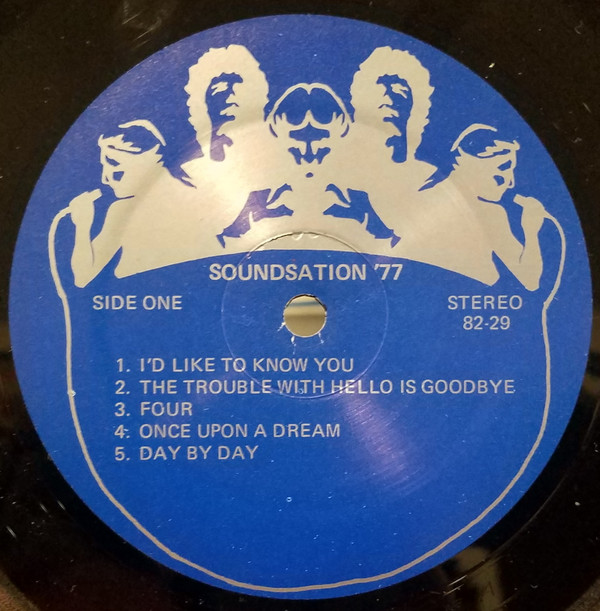 SOUNDSATION '77
SIDE ONE
STEREO
82-29
1. I'D LIKE TO KNOW YOU
2. THE TROUBLE WITH HELLO IS GOODBYE
3. FOUR
4. ONCE UPON A DREAM
5. DAY BY DAY